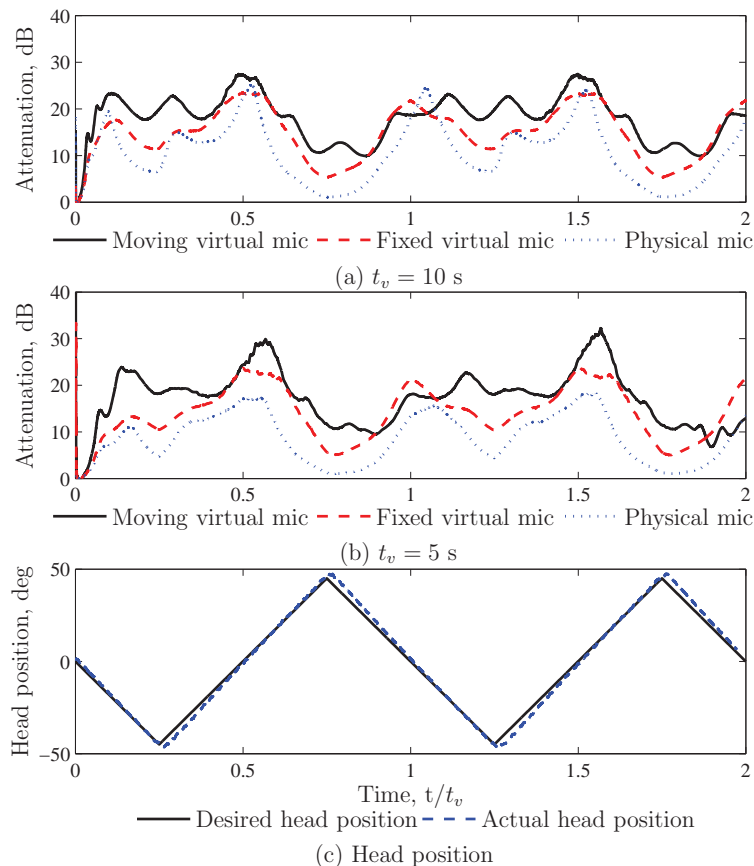 40
30
20
10
0
Attenuation, dB
0 0.5 1 1.5 2
Moving virtual mic Fixed virtual mic Physical mic
(a) t_v = 10 s
40
30
20
10
0
Attenuation, dB
0 0.5 1 1.5 2
Moving virtual mic Fixed virtual mic Physical mic
(b) t_v = 5 s
50
0
−50
Head position, deg
0 0.5 1 1.5 2
Time, t/t_v
Desired head position Actual head position
(c) Head position